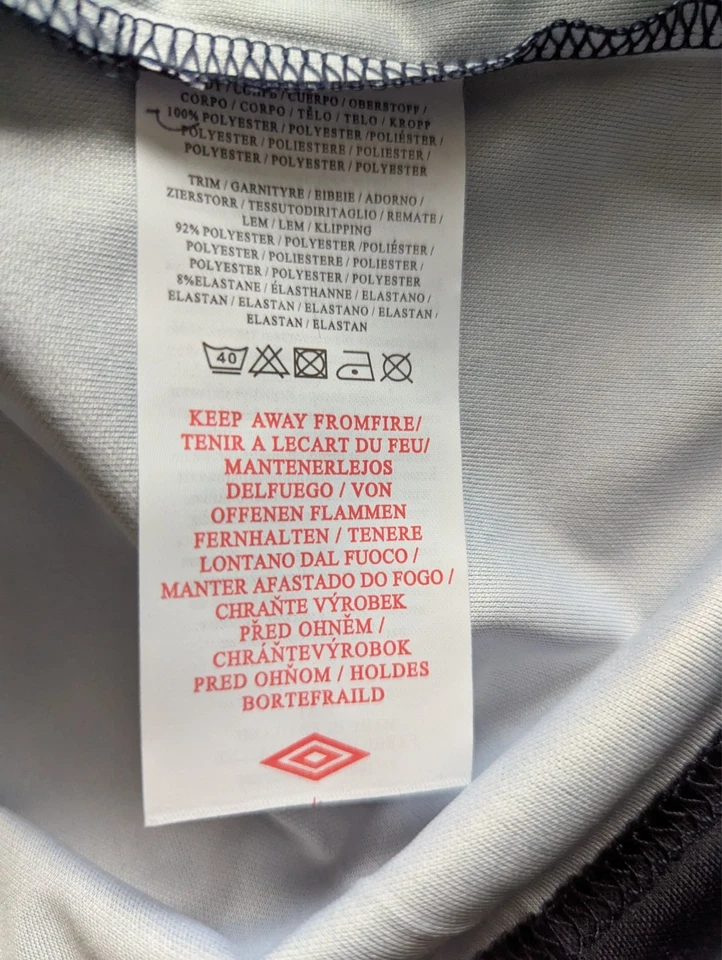 CUERPO / OBERSTOFF /
CORPO / CORPO / TĚLO / TELO / KROPP
100% POLYESTER / POLYESTER /POLIÉSTER /
POLYESTER / POLIESTERE / POLIESTER /
POLYESTER / POLYESTER / POLYESTER
TRIM / GARNITYRE / EIBEIE / ADORNO /
ZIERSTORR / TESSUTODIRITAGLIO / REMATE /
LEM / LEM / KLIPPING
92% POLYESTER / POLYESTER /POLIÉSTER /
POLYESTER / POLIESTERE / POLIESTER /
POLYESTER / POLYESTER / POLYESTER
8%ELASTANE / ÉLASTHANNE / ELASTANO /
ELASTAN / ELASTAN / ELASTANO / ELASTAN /
ELASTAN / ELASTAN
40
KEEP AWAY FROMFIRE/
TENIR A LECART DU FEU/
MANTENERLEJOS
DELFUEGO / VON
OFFENEN FLAMMEN
FERNHALTEN / TENERE
LONTANO DAL FUOCO /
MANTER AFASTADO DO FOGO /
CHRAŇTE VÝROBEK
PŘED OHNĚM /
CHRÁŇTEVÝROBOK
PRED OHŇOM / HOLDES
BORTEFRAILD